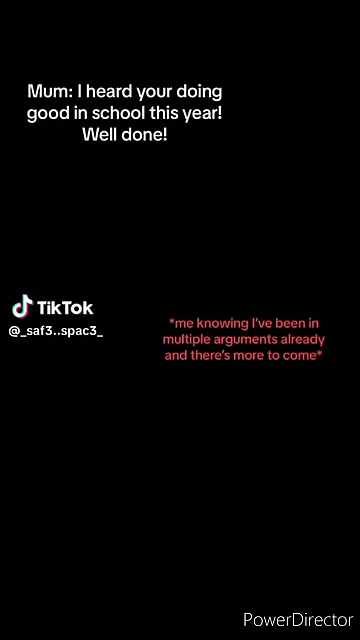 Mum: I heard your doing
good in school this year!
Well done!
TikTok
@_saf3..spac3_
*me knowing I've been in
multiple arguments already
and there's more to come*
PowerDirector